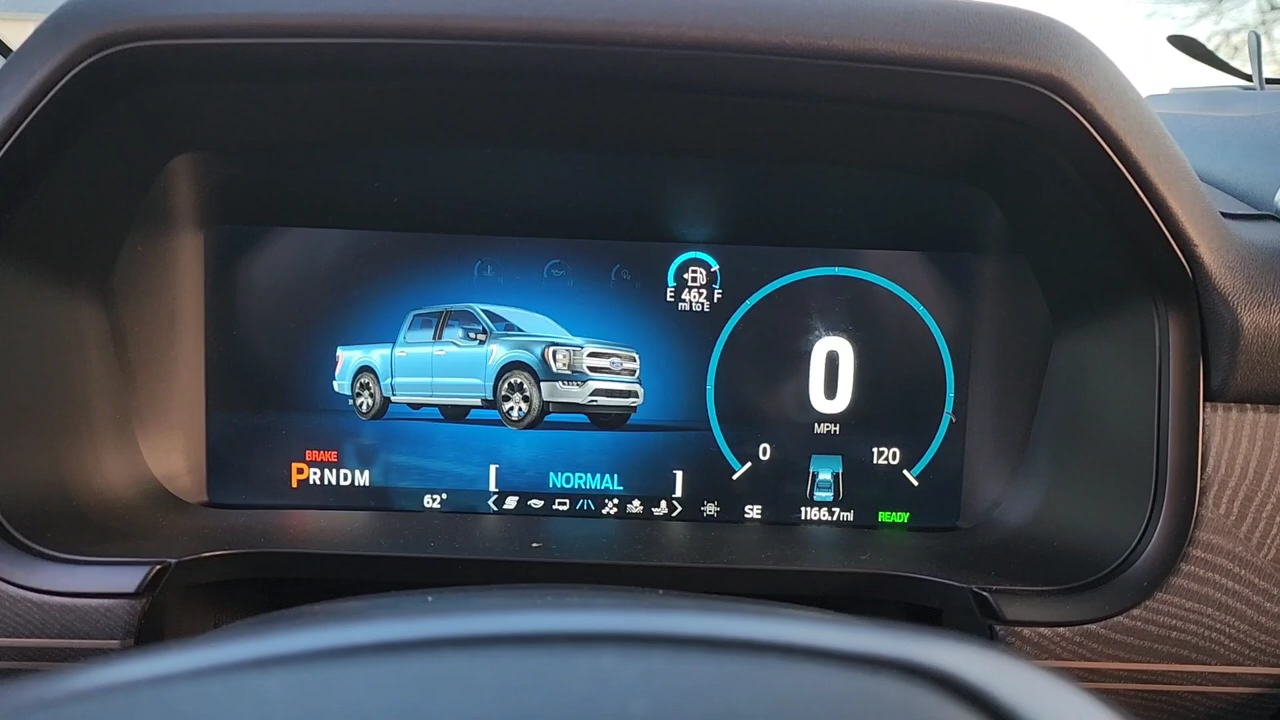 E 462 F
mi to E
0
MPH
0
120
BRAKE
PRNDM
[ NORMAL ]
62°
SE
1166.7mi
READY